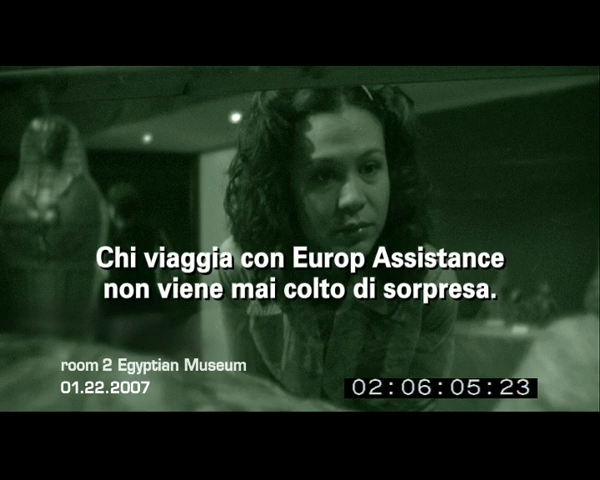 Chi viaggia con Europ Assistance
non viene mai colto di sorpresa.
room 2 Egyptian Museum
01.22.2007
02:06:05:23